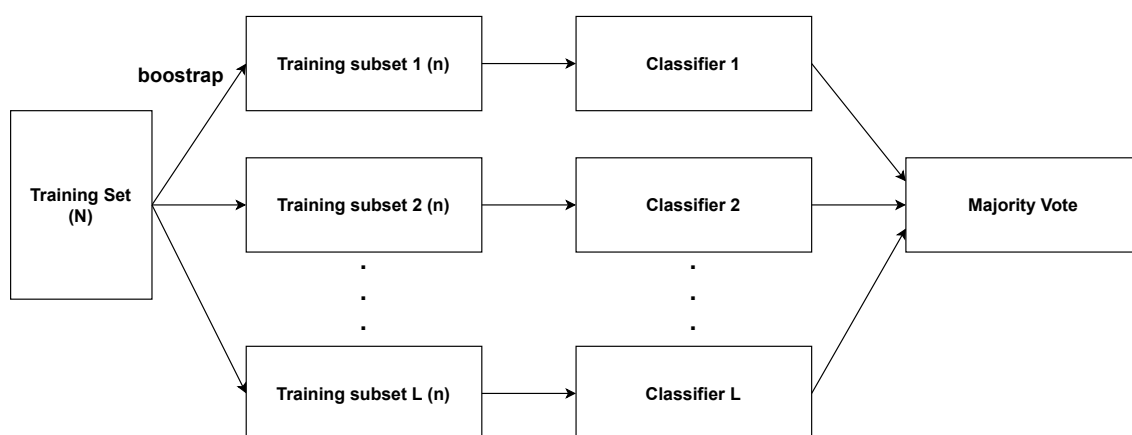 boostrap
Training Set
(N)
Training subset 1 (n)
Classifier 1
Training subset 2 (n)
Classifier 2
Majority Vote
Training subset L (n)
Classifier L